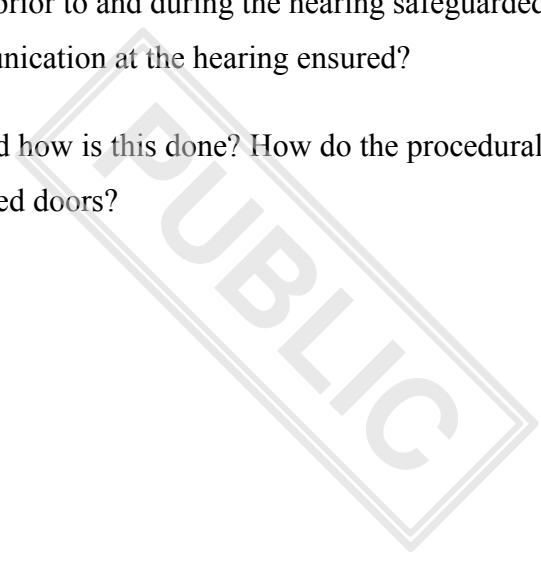 prior to and during the hearing safeguarded
unication at the hearing ensured?
d how is this done? How do the procedural
ed doors?
PUBLIC